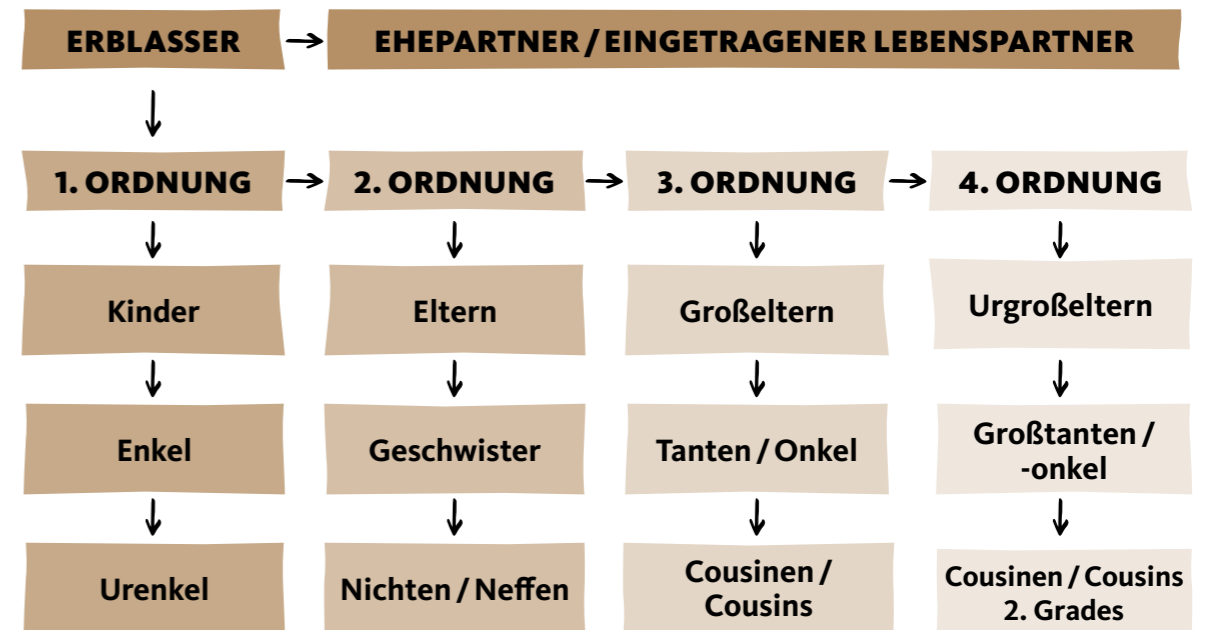 ERBLASSER
EHEPARTNER / EINGETRAGENER LEBENSPARTNER
1. ORDNUNG
2. ORDNUNG
3. ORDNUNG
4. ORDNUNG
Kinder
Eltern
Großeltern
Urgroßeltern
Enkel
Geschwister
Tanten / Onkel
Großtanten /
-onkel
Urenkel
Nichten / Neffen
Cousinen /
Cousins
Cousinen / Cousins
2. Grades